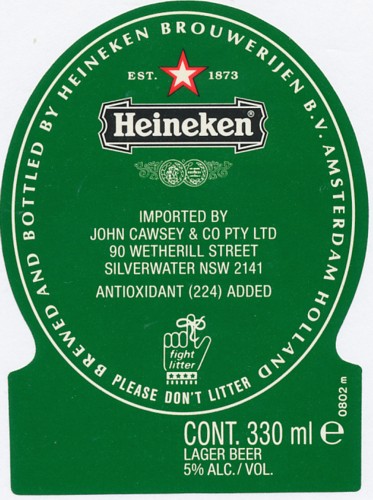 BREWED AND BOTTLED BY HEINEKEN BROUWERIJEN B.V. AMSTERDAM HOLLAND
EST. 1873
Heineken®
IMPORTED BY
JOHN CAWSEY & CO PTY LTD
90 WETHERILL STREET
SILVERWATER NSW 2141
ANTIOXIDANT (224) ADDED
fight
litter
PLEASE DON'T LITTER
0802 m
CONT. 330 ml e
LAGER BEER
5% ALC./VOL.